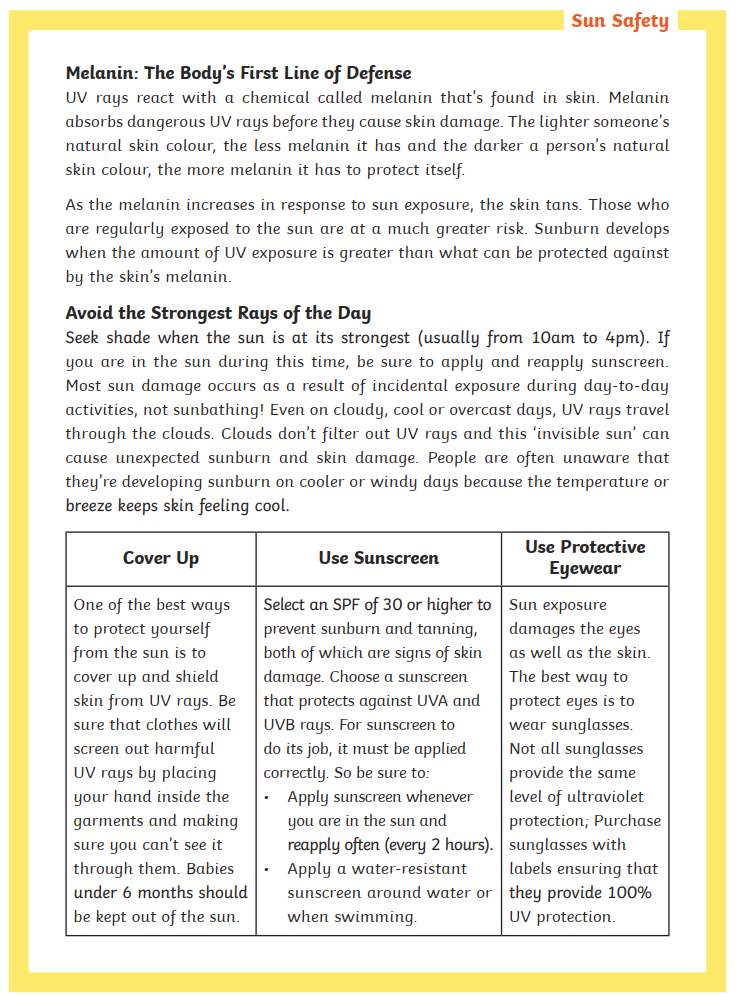 Sun Safety
Melanin: The Body's First Line of Defense
UV rays react with a chemical called melanin that's found in skin. Melanin
absorbs dangerous UV rays before they cause skin damage. The lighter someone's
natural skin colour, the less melanin it has and the darker a person's natural
skin colour, the more melanin it has to protect itself.
As the melanin increases in response to sun exposure, the skin tans. Those who
are regularly exposed to the sun are at a much greater risk. Sunburn develops
when the amount of UV exposure is greater than what can be protected against
by the skin's melanin.
Avoid the Strongest Rays of the Day
Seek shade when the sun is at its strongest (usually from 10am to 4pm). If
you are in the sun during this time, be sure to apply and reapply sunscreen.
Most sun damage occurs as a result of incidental exposure during day-to-day
activities, not sunbathing! Even on cloudy, cool or overcast days, UV rays travel
through the clouds. Clouds don't filter out UV rays and this 'invisible sun' can
cause unexpected sunburn and skin damage. People are often unaware that
they're developing sunburn on cooler or windy days because the temperature or
breeze keeps skin feeling cool.
Cover Up
One of the best ways
to protect yourself
from the sun is to
cover up and shield
skin from UV rays. Be
sure that clothes will
screen out harmful
UV rays by placing
your hand inside the
garments and making
sure you can't see it
through them. Babies
under 6 months should
be kept out of the sun.
Use Sunscreen
Select an SPF of 30 or higher to
prevent sunburn and tanning,
both of which are signs of skin
damage. Choose a sunscreen
that protects against UVA and
UVB rays. For sunscreen to
do its job, it must be applied
correctly. So be sure to:
• Apply sunscreen whenever
you are in the sun and
reapply often (every 2 hours).
• Apply a water-resistant
sunscreen around water or
when swimming.
Use Protective
Eyewear
Sun exposure
damages the eyes
as well as the skin.
The best way to
protect eyes is to
wear sunglasses.
Not all sunglasses
provide the same
level of ultraviolet
protection; Purchase
sunglasses with
labels ensuring that
they provide 100%
UV protection.